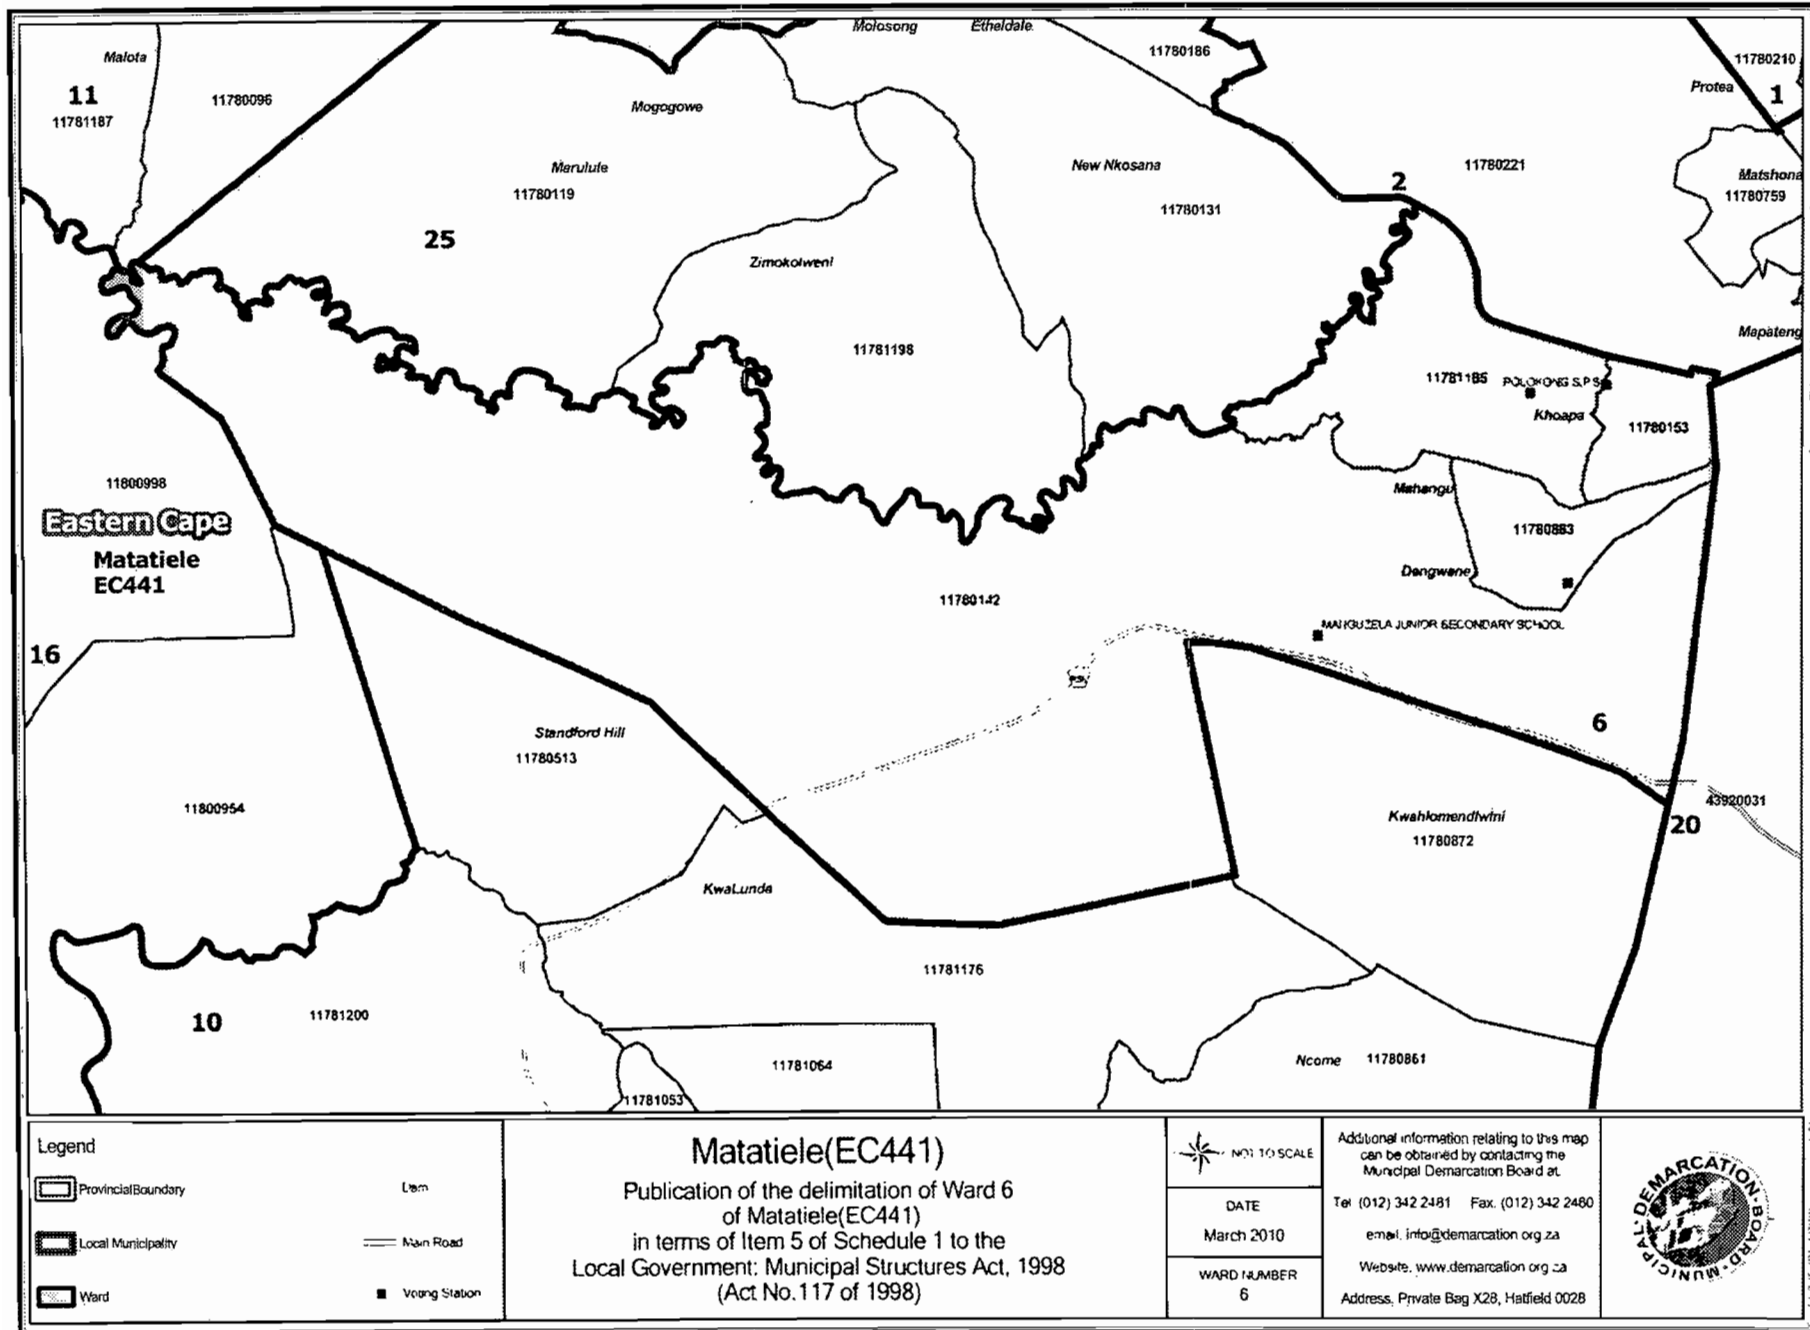 Molosong
Etheldale
Malota
11780186
11780210
11
11780096
Protea
1
11781187
Mogogowe
Marulule
New Nkosana
11780221
11780119
2
Matshona
11780759
11780131
25
Zimokolweni
Mapateng
11781198
11781185
POLOKONG S.P.S
Khoapa
11780153
11800998
Mahangu
Eastern Cape
11780883
Matatiele
EC441
Dengwane
11780142
MANGUZELA JUNIOR SECONDARY SCHOOL
16
6
Standford Hill
11780513
11800954
43920031
Kwahlomendlwini
20
11780872
KwaLunda
11781176
10
11781200
11781064
Ncome
11780861
11781053
Legend
ProvincialBoundary
Local Municipality
Main Road
Ward
Voting Station
Matatiele(EC441)
Publication of the delimitation of Ward 6
of Matatiele(EC441)
in terms of Item 5 of Schedule 1 to the
Local Government: Municipal Structures Act, 1998
(Act No.117 of 1998)
NOT TO SCALE
DATE
March 2010
WARD NUMBER
6
Additional information relating to this map
can be obtained by contacting the
Municipal Demarcation Board at
Tel (012) 342 2481 Fax. (012) 342 2480
email. info@demarcation org za
Website. www.demarcation org za
Address. Private Bag X28, Hatfield 0028
MUNICIPAL DEMARCATION BOARD